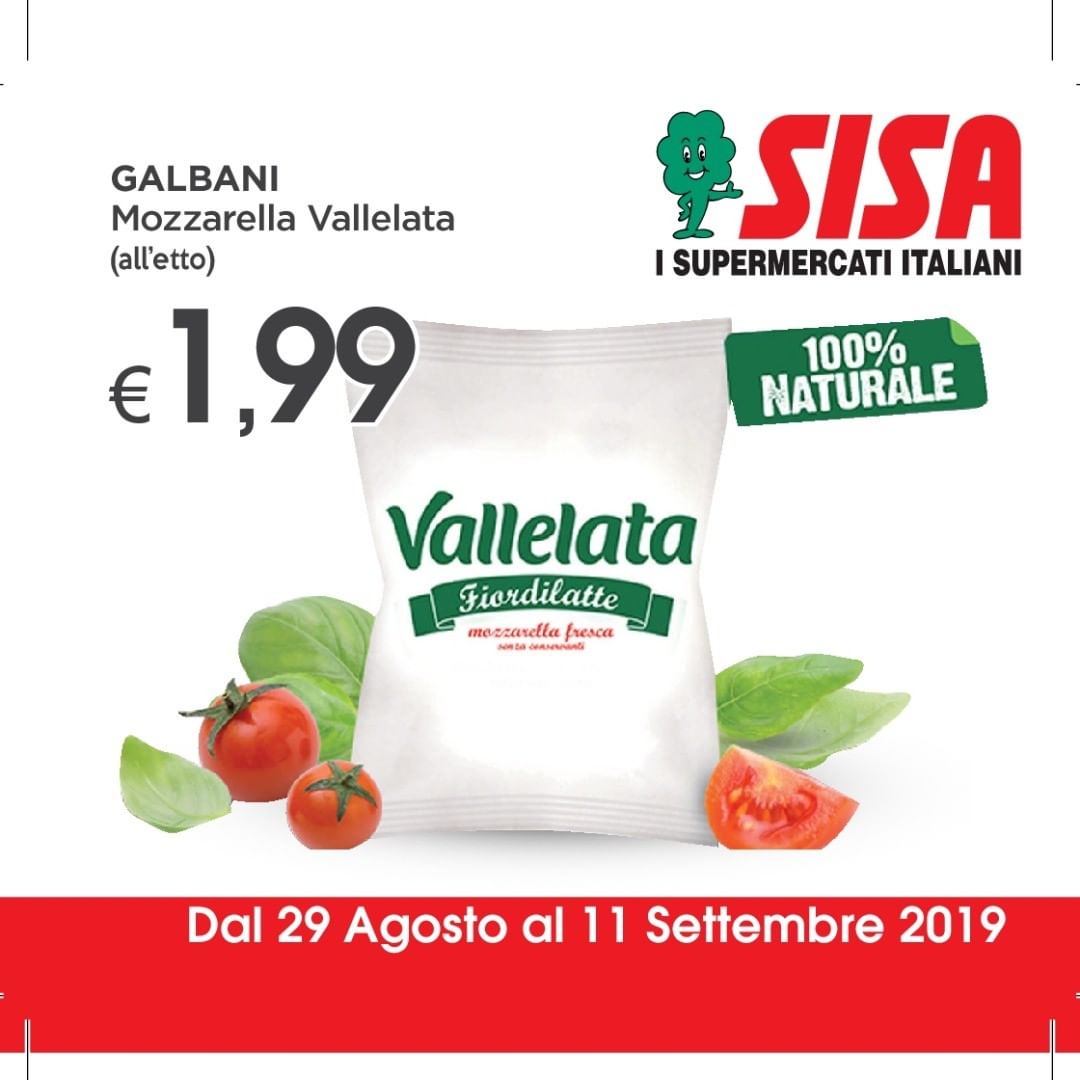 GALBANI
Mozzarella Vallelata
(all'etto)
€ 1,99
SISA
I SUPERMERCATI ITALIANI
100%
NATURALE
Vallelata
Fiordilatte
mozzarella fresca
senza conservanti
Dal 29 Agosto al 11 Settembre 2019